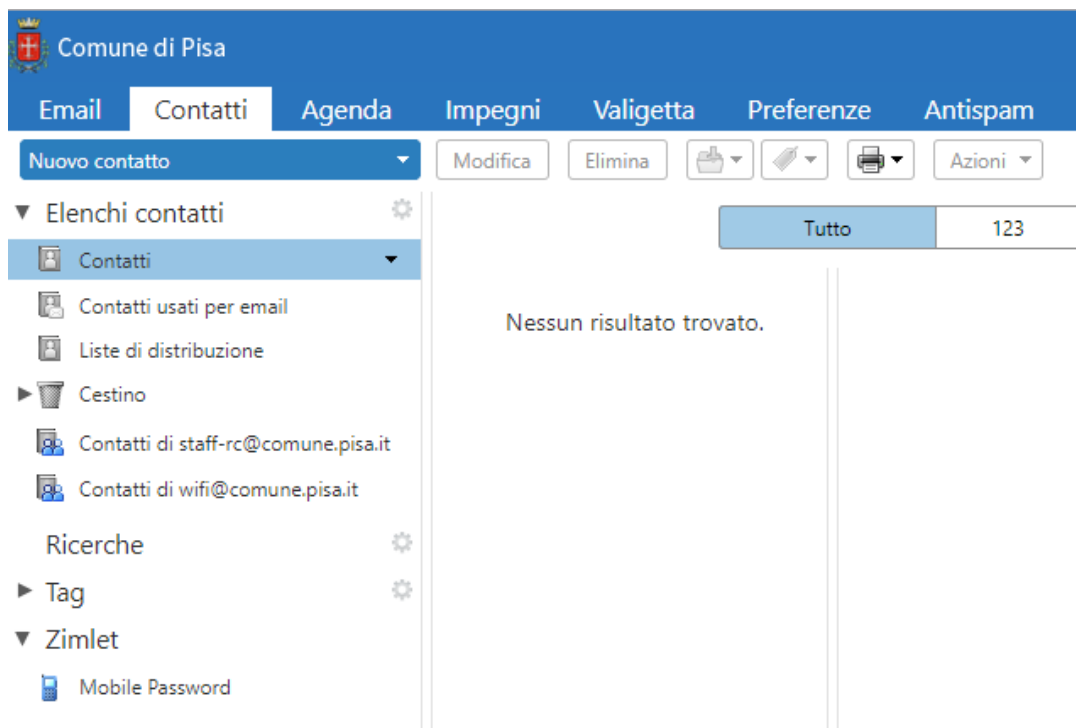 Comune di Pisa
Email Contatti Agenda Impegni Valigetta Preferenze Antispam
Nuovo contatto Modifica Elimina Azioni
Elenchi contatti
Tutto 123
Contatti
Contatti usati per email
Nessun risultato trovato.
Liste di distribuzione
Cestino
Contatti di staff-rc@comune.pisa.it
Contatti di wifi@comune.pisa.it
Ricerche
Tag
Zimlet
Mobile Password